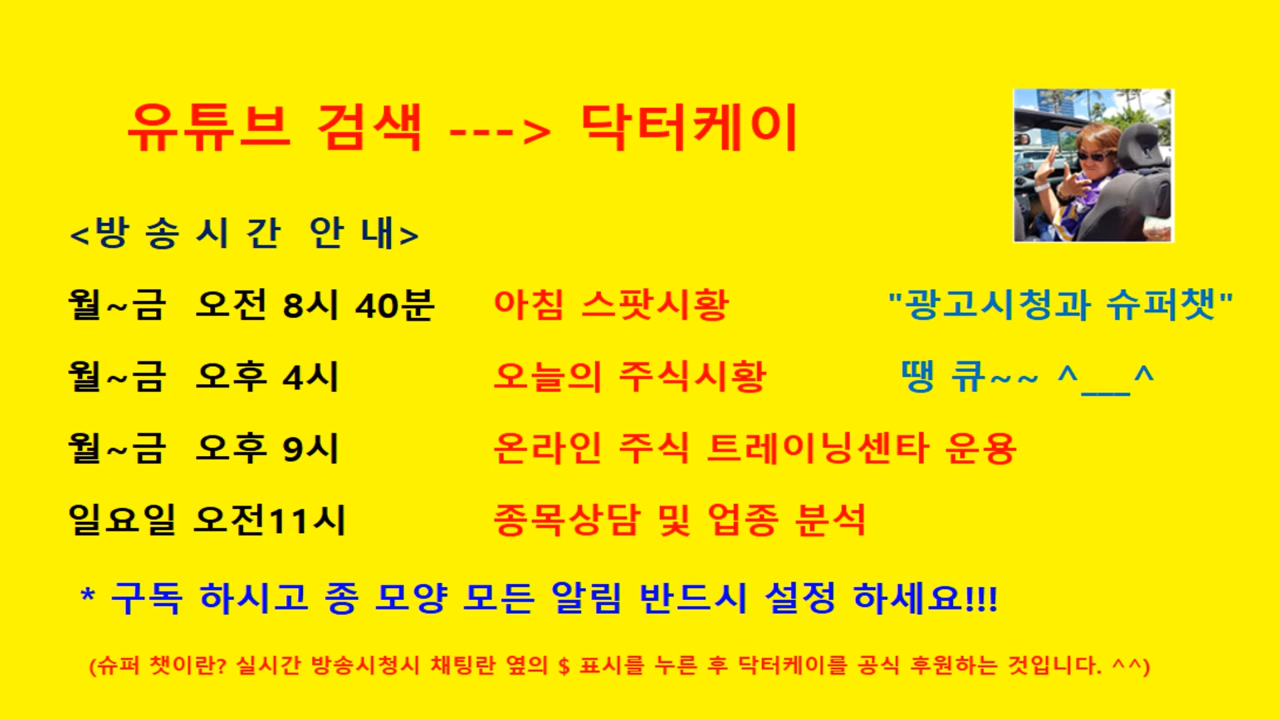 유튜브 검색 ---> 닥터케이
<방 송 시 간 안 내>
월~금 오전 8시 40분 아침 스팟시황 "광고시청과 슈퍼챗"
월~금 오후 4시 오늘의 주식시황 땡 큐~~ ^___^
월~금 오후 9시 온라인 주식 트레이닝센타 운용
일요일 오전11시 종목상담 및 업종 분석
* 구독 하시고 종 모양 모든 알림 반드시 설정 하세요!!!
(슈퍼 챗이란? 실시간 방송시청시 채팅란 옆의 $ 표시를 누른 후 닥터케이를 공식 후원하는 것입니다. ^^)